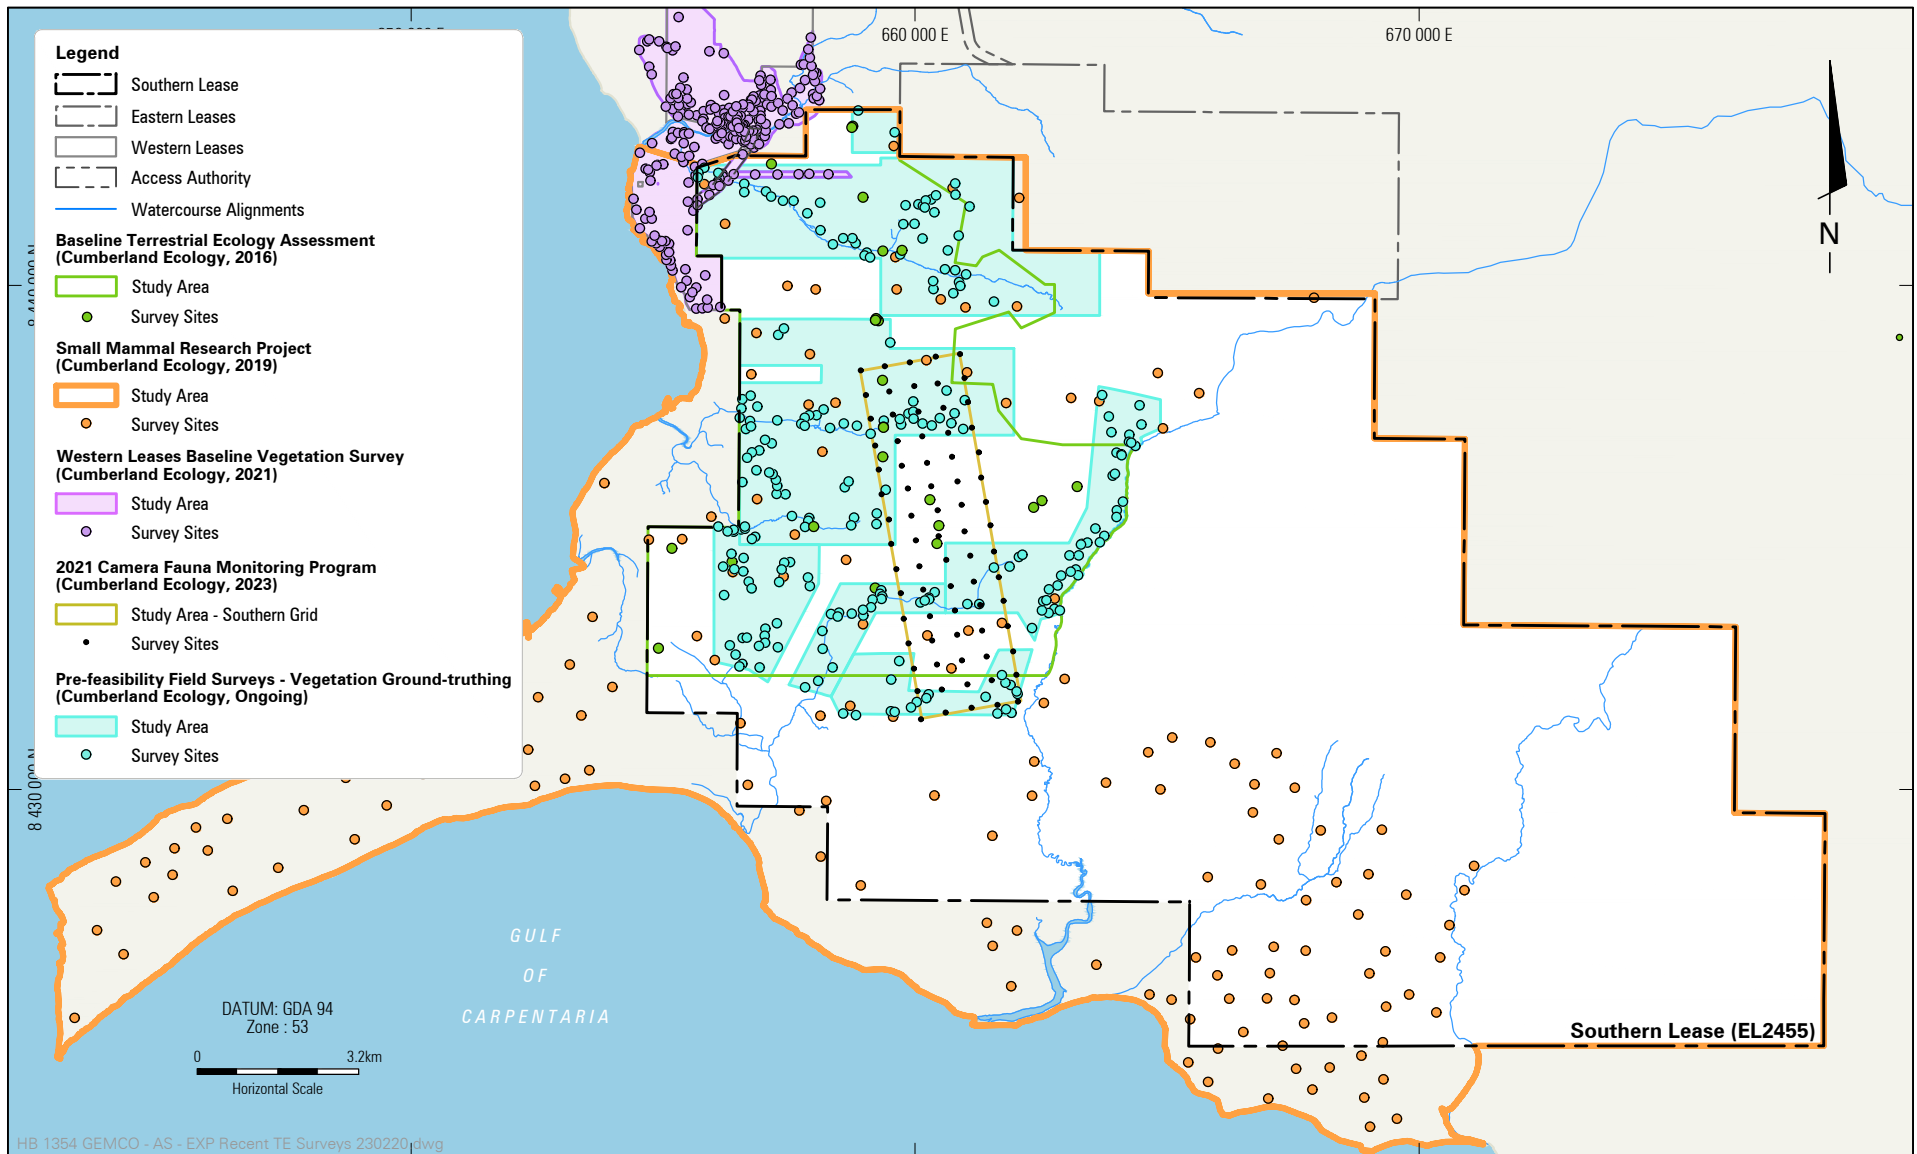 660 000 E
670 000 E
Legend
Southern Lease
Eastern Leases
Western Leases
Access Authority
Watercourse Alignments
Baseline Terrestrial Ecology Assessment
(Cumberland Ecology, 2016)
Study Area
Survey Sites
Small Mammal Research Project
(Cumberland Ecology, 2019)
Study Area
Survey Sites
Western Leases Baseline Vegetation Survey
(Cumberland Ecology, 2021)
Study Area
Survey Sites
2021 Camera Fauna Monitoring Program
(Cumberland Ecology, 2023)
Study Area - Southern Grid
Survey Sites
Pre-feasibility Field Surveys - Vegetation Ground-truthing
(Cumberland Ecology, Ongoing)
Study Area
Survey Sites
N
8 430 000 N
GULF
OF
CARPENTARIA
DATUM: GDA 94
Zone : 53
0 3.2km
Horizontal Scale
Southern Lease (EL2455)
HB 1354 GEMCO - AS - EXP Recent TE Surveys 230220.dwg